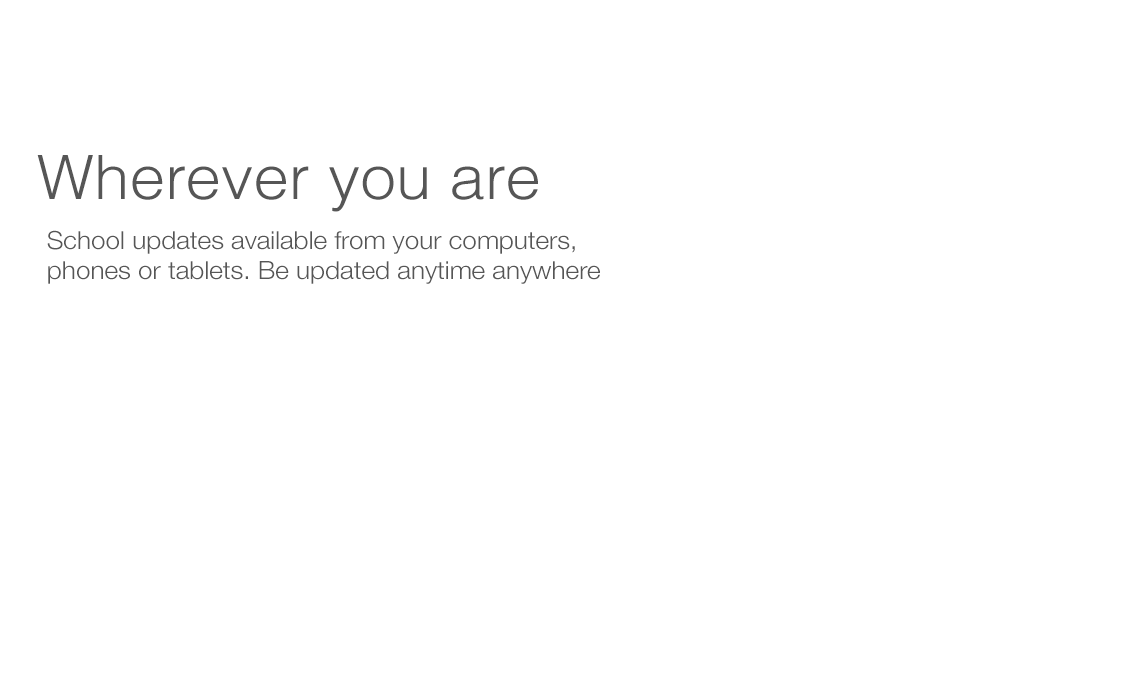 Wherever you are
School updates available from your computers,
phones or tablets. Be updated anytime anywhere